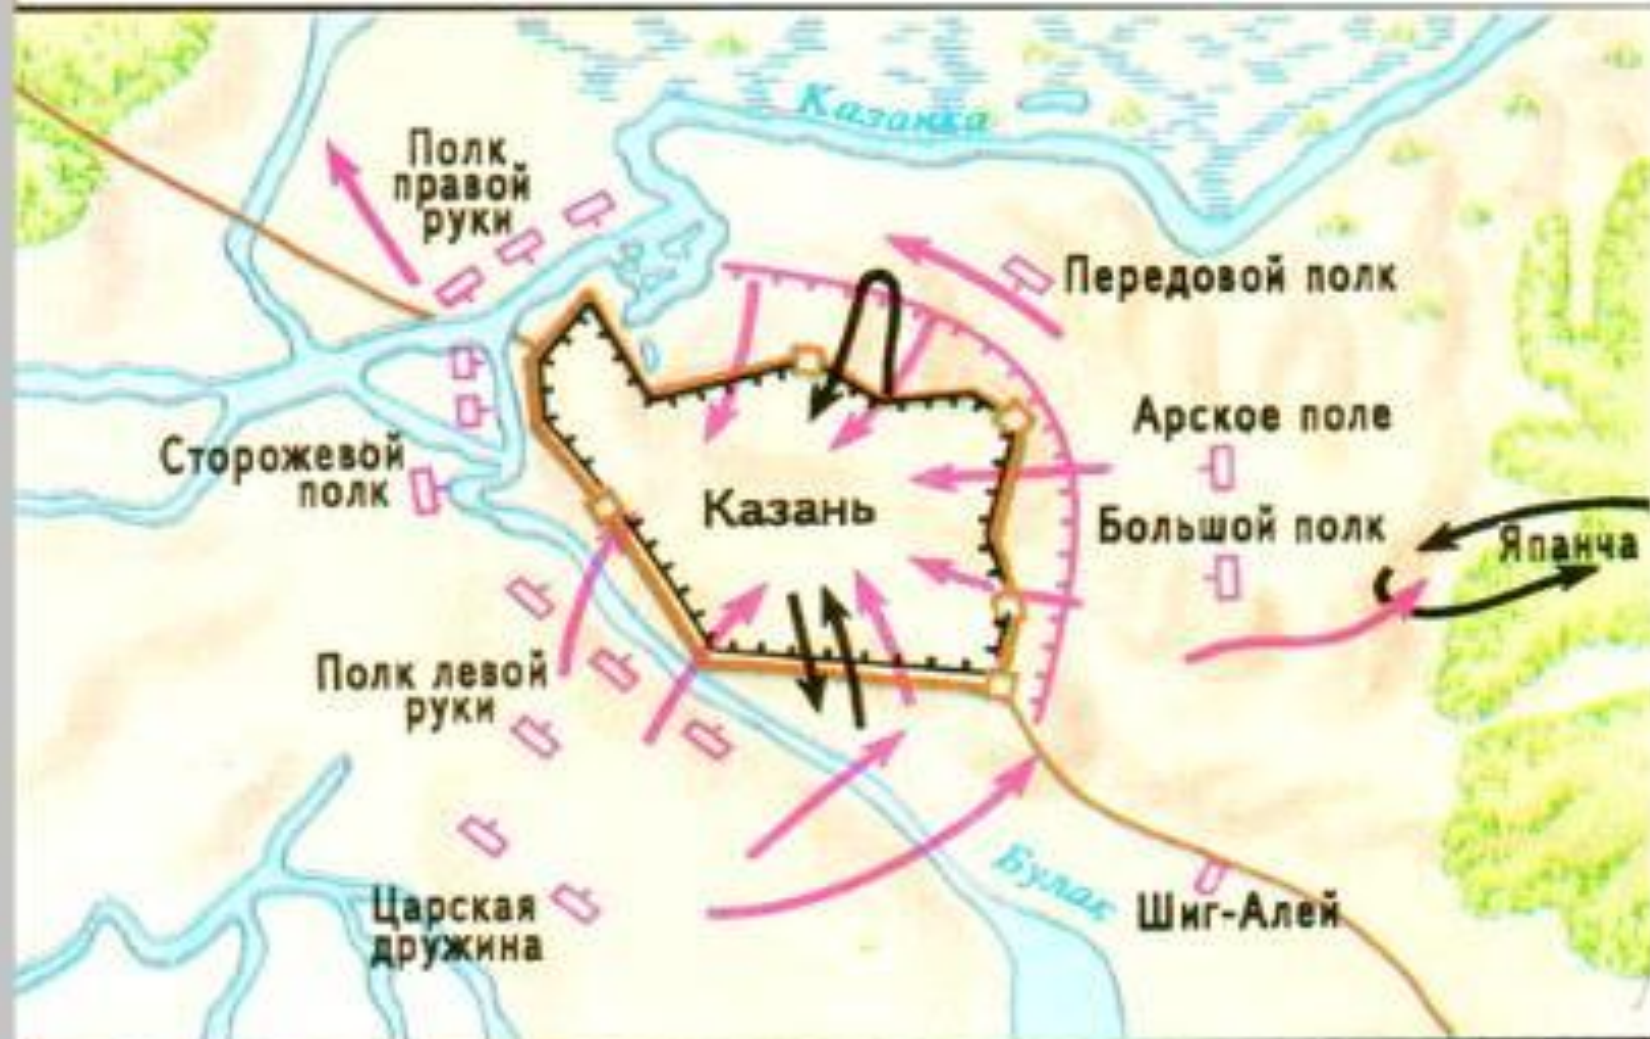 Казанка
Полк
правой
руки
Передовой полк
Арское поле
Сторожевой
полк
Казань
Большой полк
Япанча
Полк левой
руки
Булак
Шиг-Алей
Царская
дружина